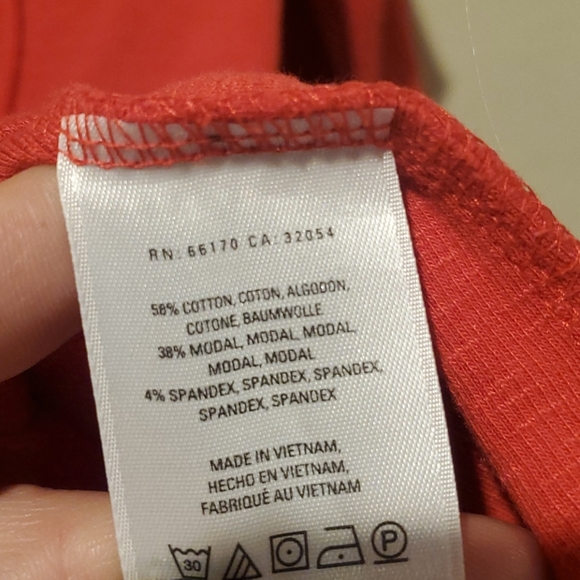 RN: 66170 CA: 32054
58% COTTON, COTON, ALGODON,
COTONE, BAUMWOLLE
38% MODAL, MODAL, MODAL,
MODAL, MODAL
4% SPANDEX, SPANDEX, SPANDEX,
SPANDEX, SPANDEX
MADE IN VIETNAM,
HECHO EN VIETNAM,
FABRIQUÉ AU VIETNAM
30 P